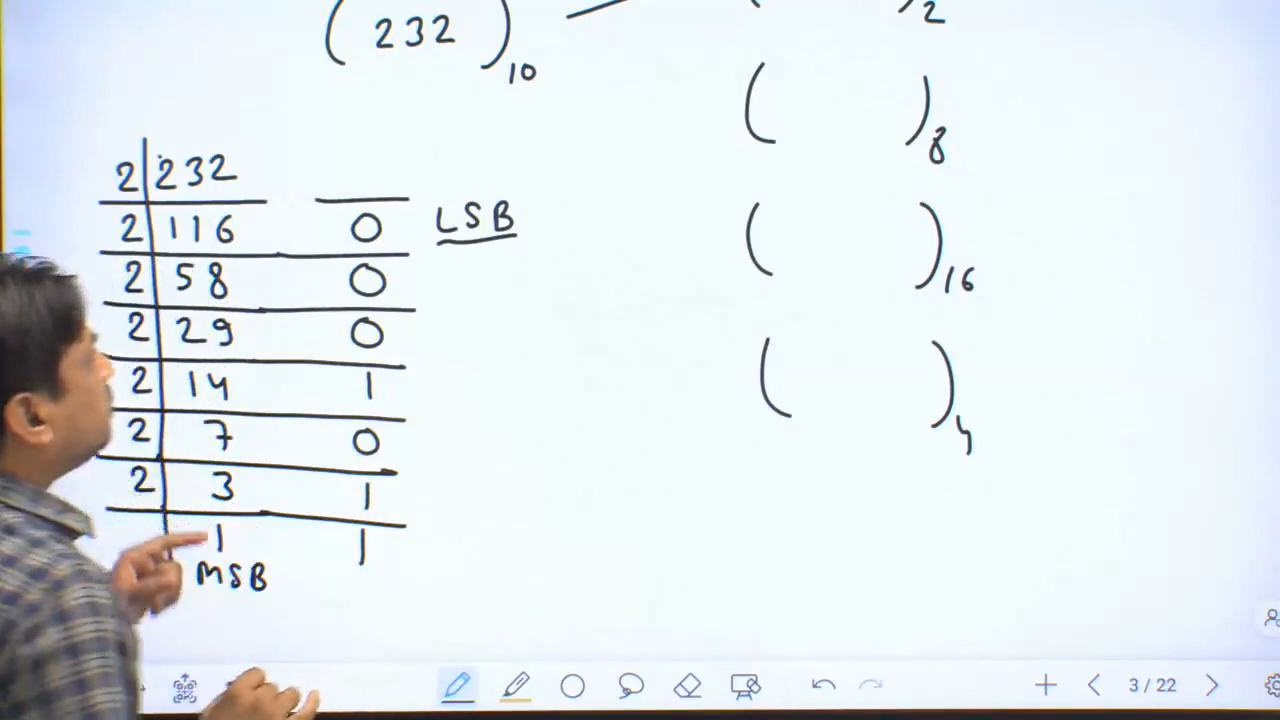 ( 232 )10
( )2
( )8
( )16
( )4
2 | 232
2 | 116 0 LSB
2 | 58 0
2 | 29 0
2 | 14 1
2 | 7 0
2 | 3 1
1 1
MSB
3 / 22